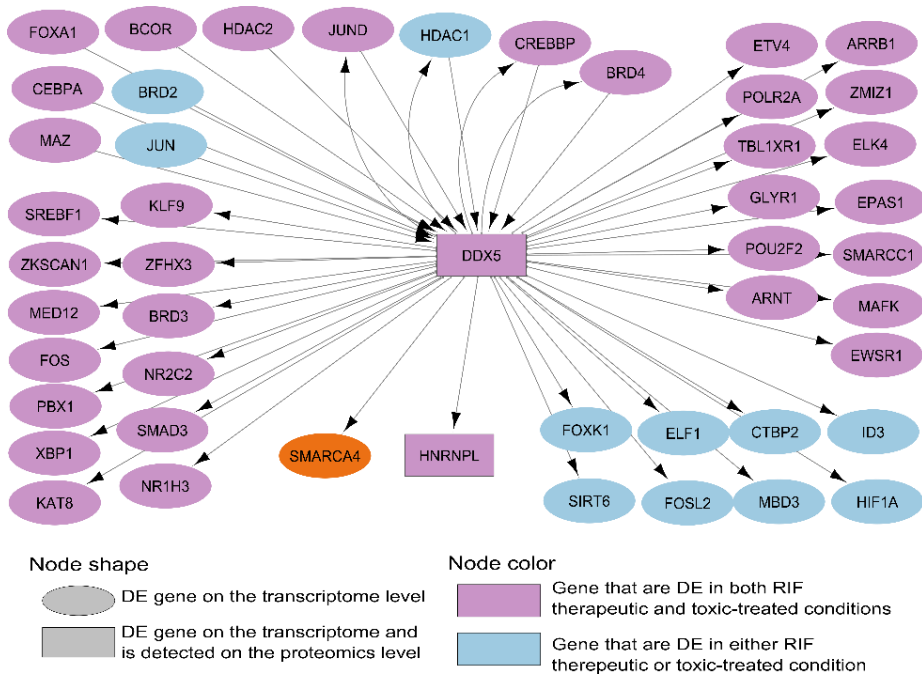 FOXA1
BCOR
HDAC2
JUND
HDAC1
CREBBP
BRD4
ETV4
ARRB1
CEBPA
BRD2
POLR2A
ZMIZ1
MAZ
JUN
TBL1XR1
ELK4
SREBF1
KLF9
GLYR1
EPAS1
ZKSCAN1
ZFHX3
DDX5
POU2F2
SMARCC1
MED12
BRD3
ARNT
MAFK
FOS
NR2C2
EWSR1
PBX1
XBP1
SMAD3
SMARCA4
HNRNPL
FOXK1
ELF1
CTBP2
ID3
KAT8
NR1H3
SIRT6
FOSL2
MBD3
HIF1A
Node shape
DE gene on the transcriptome level
DE gene on the transcriptome and
is detected on the proteomics level
Node color
Gene that are DE in both RIF
therapeutic and toxic-treated conditions
Gene that are DE in either RIF
therepeutic or toxic-treated condition